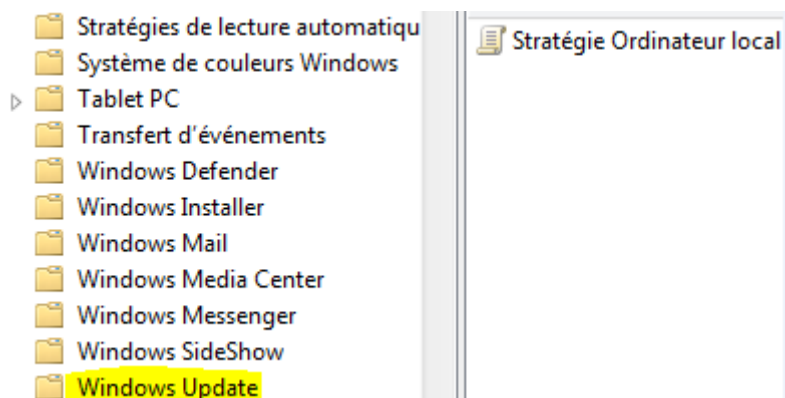 Stratégies de lecture automatiqu
Système de couleurs Windows
Tablet PC
Transfert d'événements
Windows Defender
Windows Installer
Windows Mail
Windows Media Center
Windows Messenger
Windows SideShow
Windows Update
Stratégie Ordinateur local